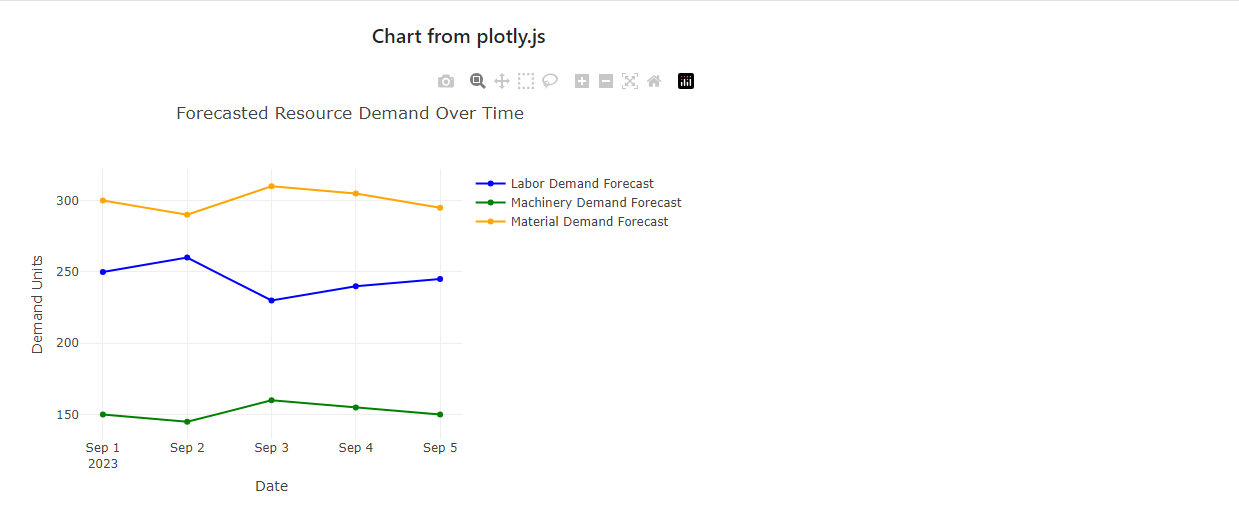 Chart from plotly.js
Forecasted Resource Demand Over Time
Labor Demand Forecast
Machinery Demand Forecast
Material Demand Forecast
300
250
200
150
Demand Units
Sep 1 Sep 2 Sep 3 Sep 4 Sep 5
2023
Date